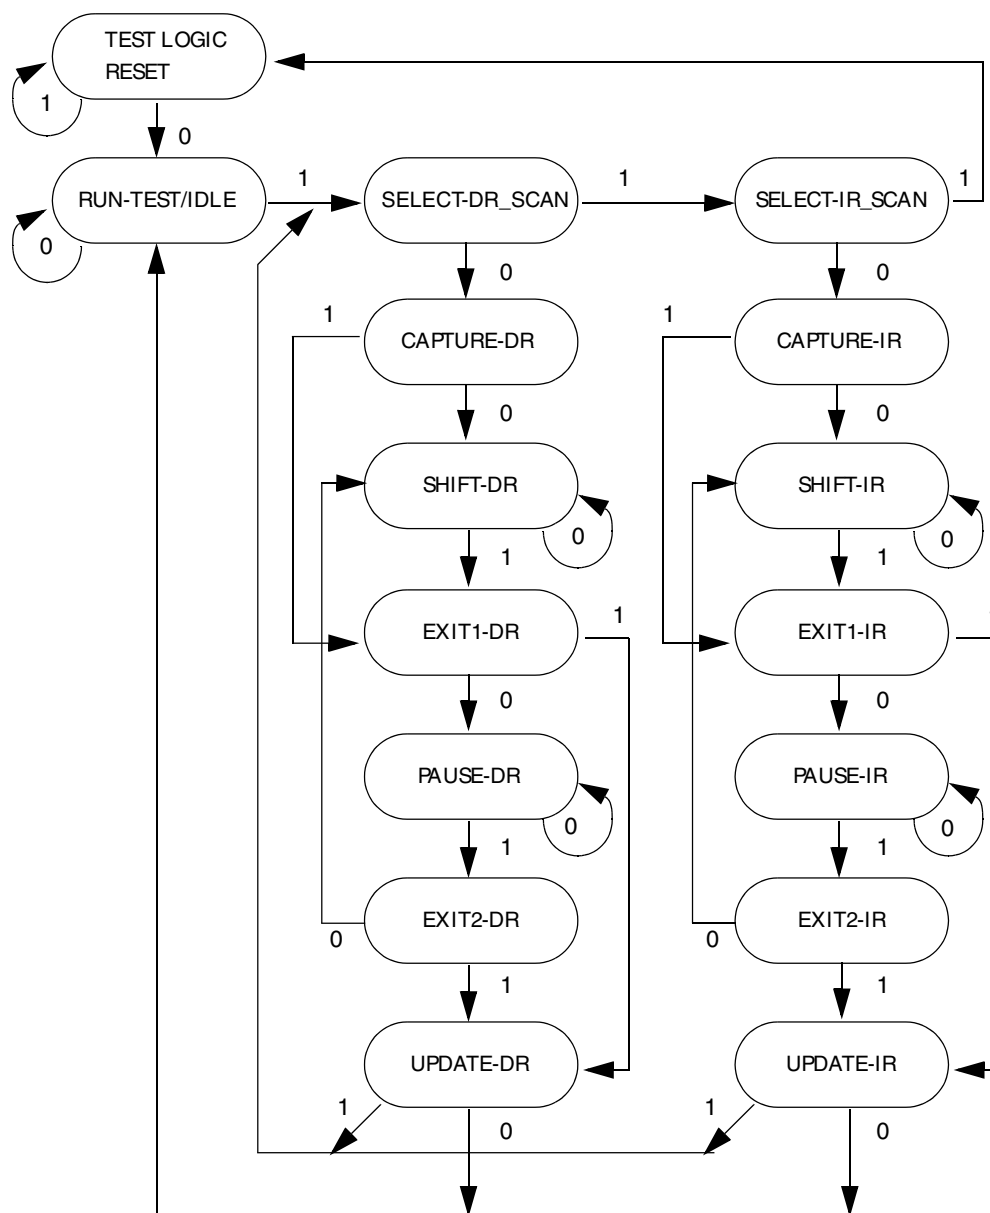 TEST LOGIC
RESET
1
0
RUN-TEST/IDLE
1
SELECT-DR_SCAN
1
SELECT-IR_SCAN
1
0
0
0
1
CAPTURE-DR
1
CAPTURE-IR
0
0
SHIFT-DR
0
SHIFT-IR
0
1
1
EXIT1-DR
1
EXIT1-IR
0
0
PAUSE-DR
0
PAUSE-IR
0
1
1
EXIT2-DR
0
EXIT2-IR
0
1
1
UPDATE-DR
UPDATE-IR
1
0
1
0